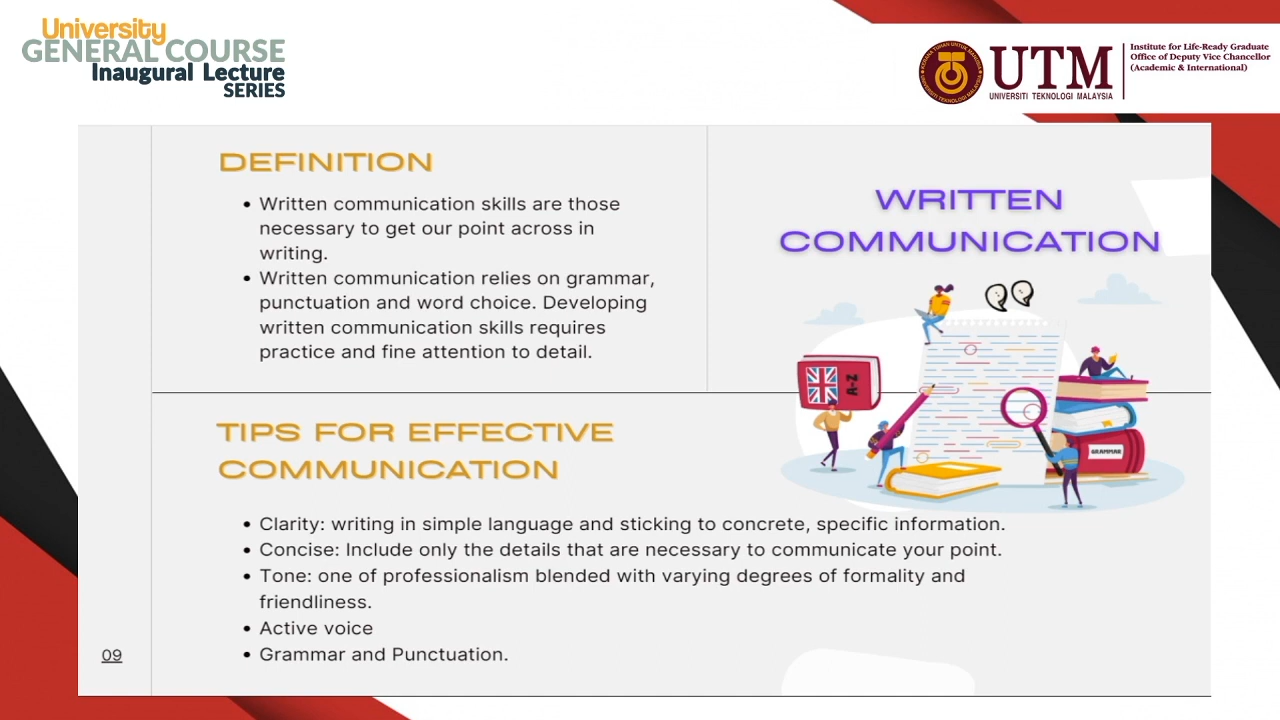 University
GENERAL COURSE
Inaugural Lecture
SERIES
UTM
UNIVERSITI TEKNOLOGI MALAYSIA
Institute for Life-Ready Graduate
Office of Deputy Vice Chancellor
(Academic & International)
DEFINITION
• Written communication skills are those
necessary to get our point across in
writing.
• Written communication relies on grammar,
punctuation and word choice. Developing
written communication skills requires
practice and fine attention to detail.
WRITTEN
COMMUNICATION
A-Z
GRAMMAR
TIPS FOR EFFECTIVE
COMMUNICATION
• Clarity: writing in simple language and sticking to concrete, specific information.
• Concise: Include only the details that are necessary to communicate your point.
• Tone: one of professionalism blended with varying degrees of formality and
friendliness.
• Active voice
• Grammar and Punctuation.
09